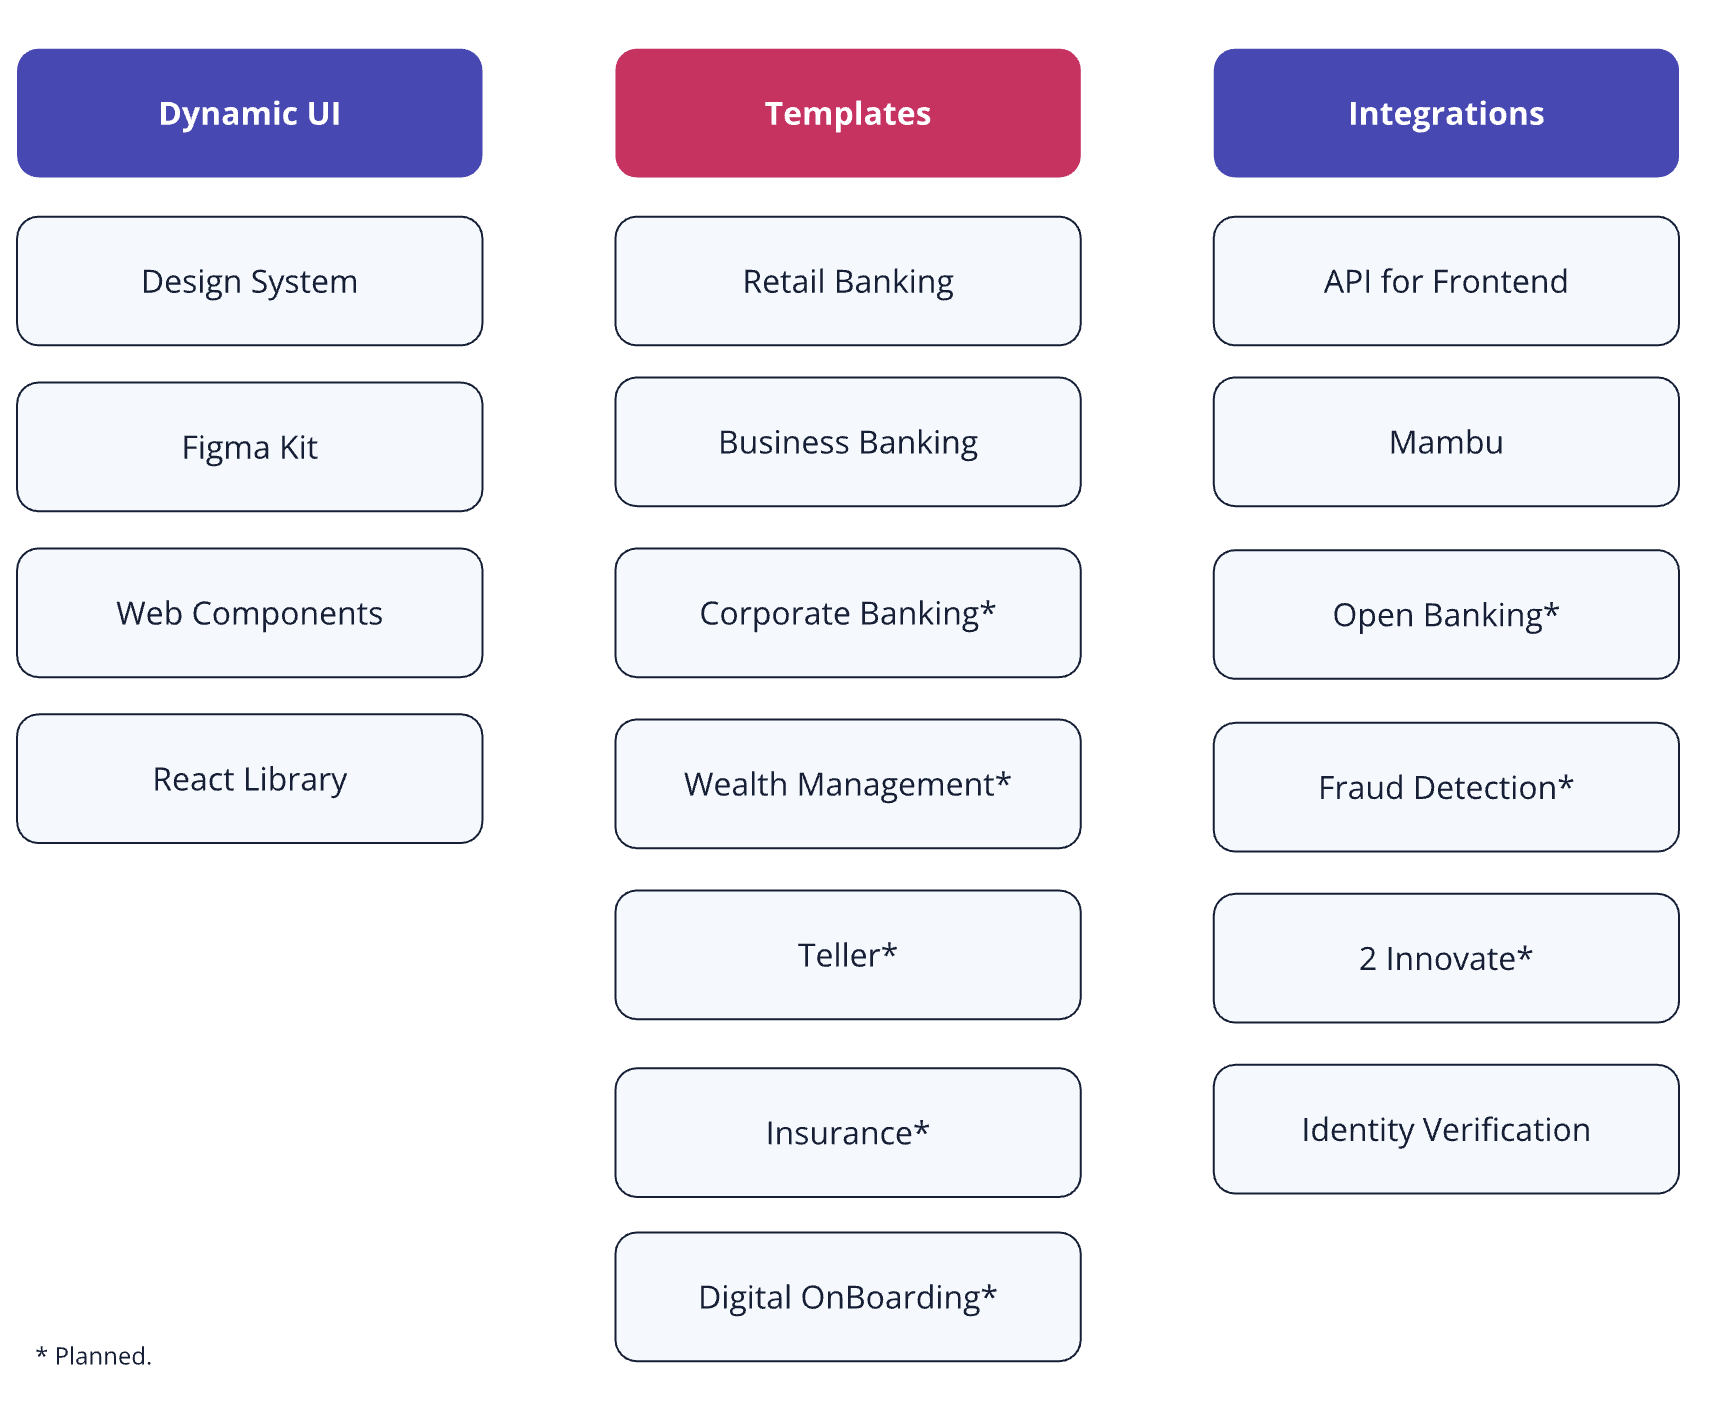 Dynamic UI
Design System
Figma Kit
Web Components
React Library
Templates
Retail Banking
Business Banking
Corporate Banking*
Wealth Management*
Teller*
Insurance*
Digital OnBoarding*
Integrations
API for Frontend
Mambu
Open Banking*
Fraud Detection*
2 Innovate*
Identity Verification
* Planned.